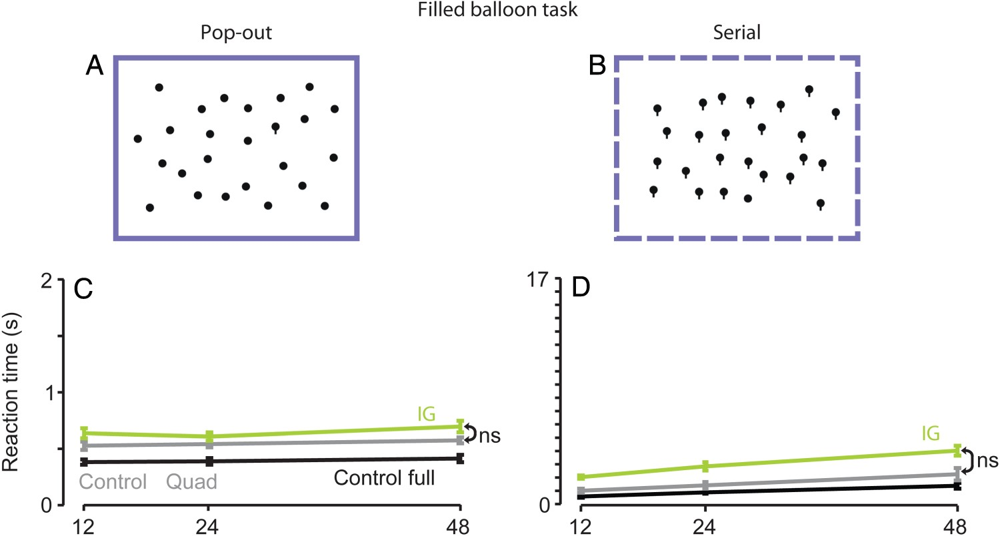 Filled balloon task
Pop-out
Serial
A
B
C
D
Reaction time (s)
2
1
0
IG
ns
Control Quad
Control full
12 24 48
17
0
IG
ns
12 24 48